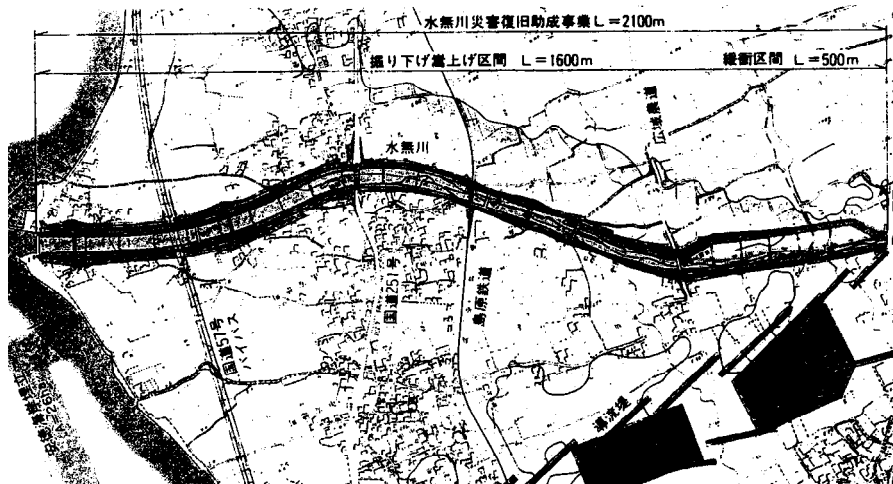 水無川災害復旧助成事業L=2100m
掘り下げ嵩上げ区間 L=1600m
緩衝区間 L=500m
広域農道
水無川
国道251号
島原鉄道
国道57号
バイパス
導流堤